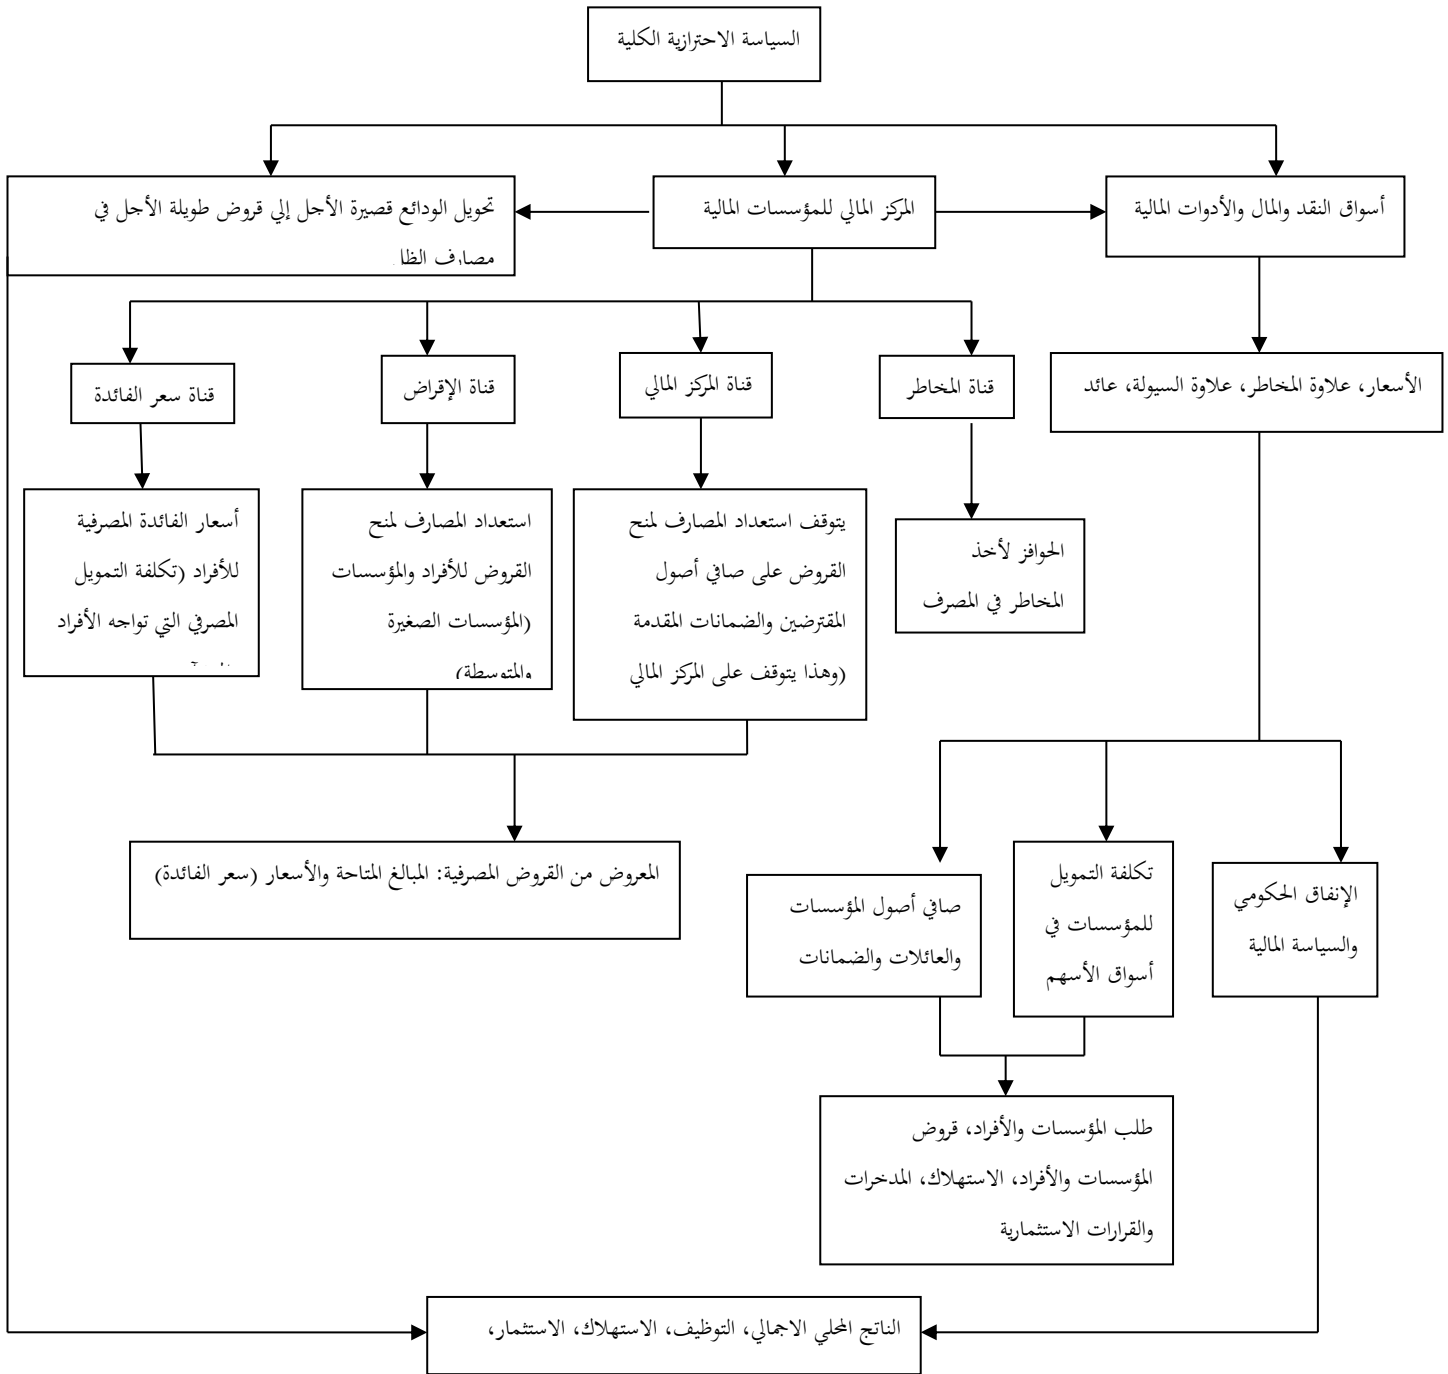 السياسة الاحترازية الكلية
أسواق النقد والمال والأدوات المالية
المركز المالي للمؤسسات المالية
تحويل الودائع قصيرة الأجل إلي قروض طويلة الأجل في
مصارف الظل
الأسعار، علاوة المخاطر، علاوة السيولة، عائد
قناة المخاطر
قناة المركز المالي
قناة الإقراض
قناة سعر الفائدة
الحوافز لأخذ
المخاطر في المصرف
يتوقف استعداد المصارف لمنح
القروض على صافي أصول
المقترضين والضمانات المقدمة
(وهذا يتوقف على المركز المالي
استعداد المصارف لمنح
القروض للأفراد والمؤسسات
(المؤسسات الصغيرة
والمتوسطة)
أسعار الفائدة المصرفية
للأفراد (تكلفة التمويل
المصرفي التي تواجه الأفراد
المعروض من القروض المصرفية: المبالغ المتاحة والأسعار (سعر الفائدة)
الإنفاق الحكومي
والسياسة المالية
تكلفة التمويل
للمؤسسات في
أسواق الأسهم
صافي أصول المؤسسات
والعائلات والضمانات
طلب المؤسسات والأفراد، قروض
المؤسسات والأفراد، الاستهلاك، المدخرات
والقرارات الاستثمارية
الناتج المحلي الاجمالي، التوظيف، الاستهلاك، الاستثمار،